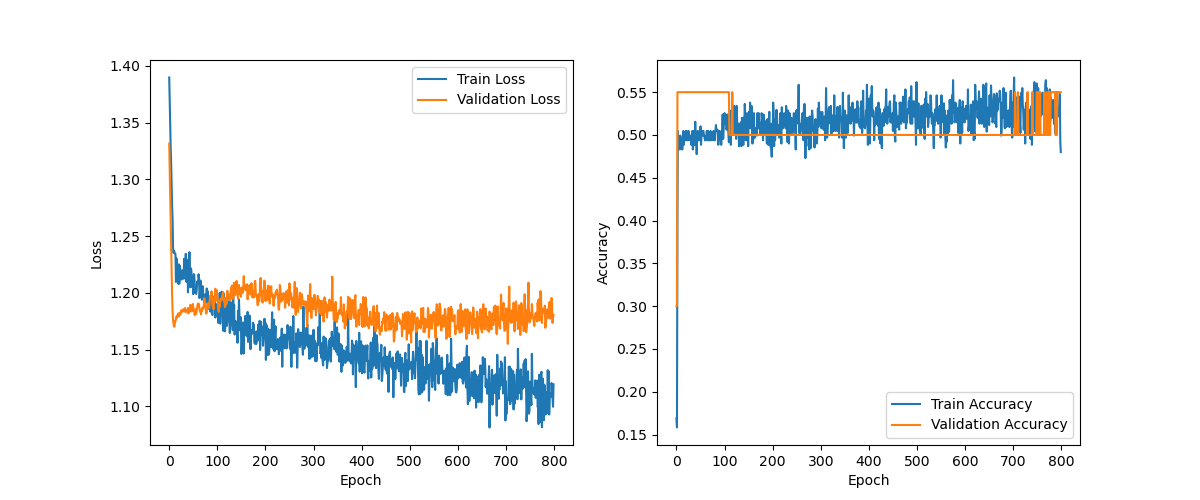 1.40
1.35
1.30
1.25
1.20
1.15
1.10
Loss
0 100 200 300 400 500 600 700 800
Epoch
Train Loss
Validation Loss
0.55
0.50
0.45
0.40
0.35
0.30
0.25
0.20
0.15
Accuracy
0 100 200 300 400 500 600 700 800
Epoch
Train Accuracy
Validation Accuracy